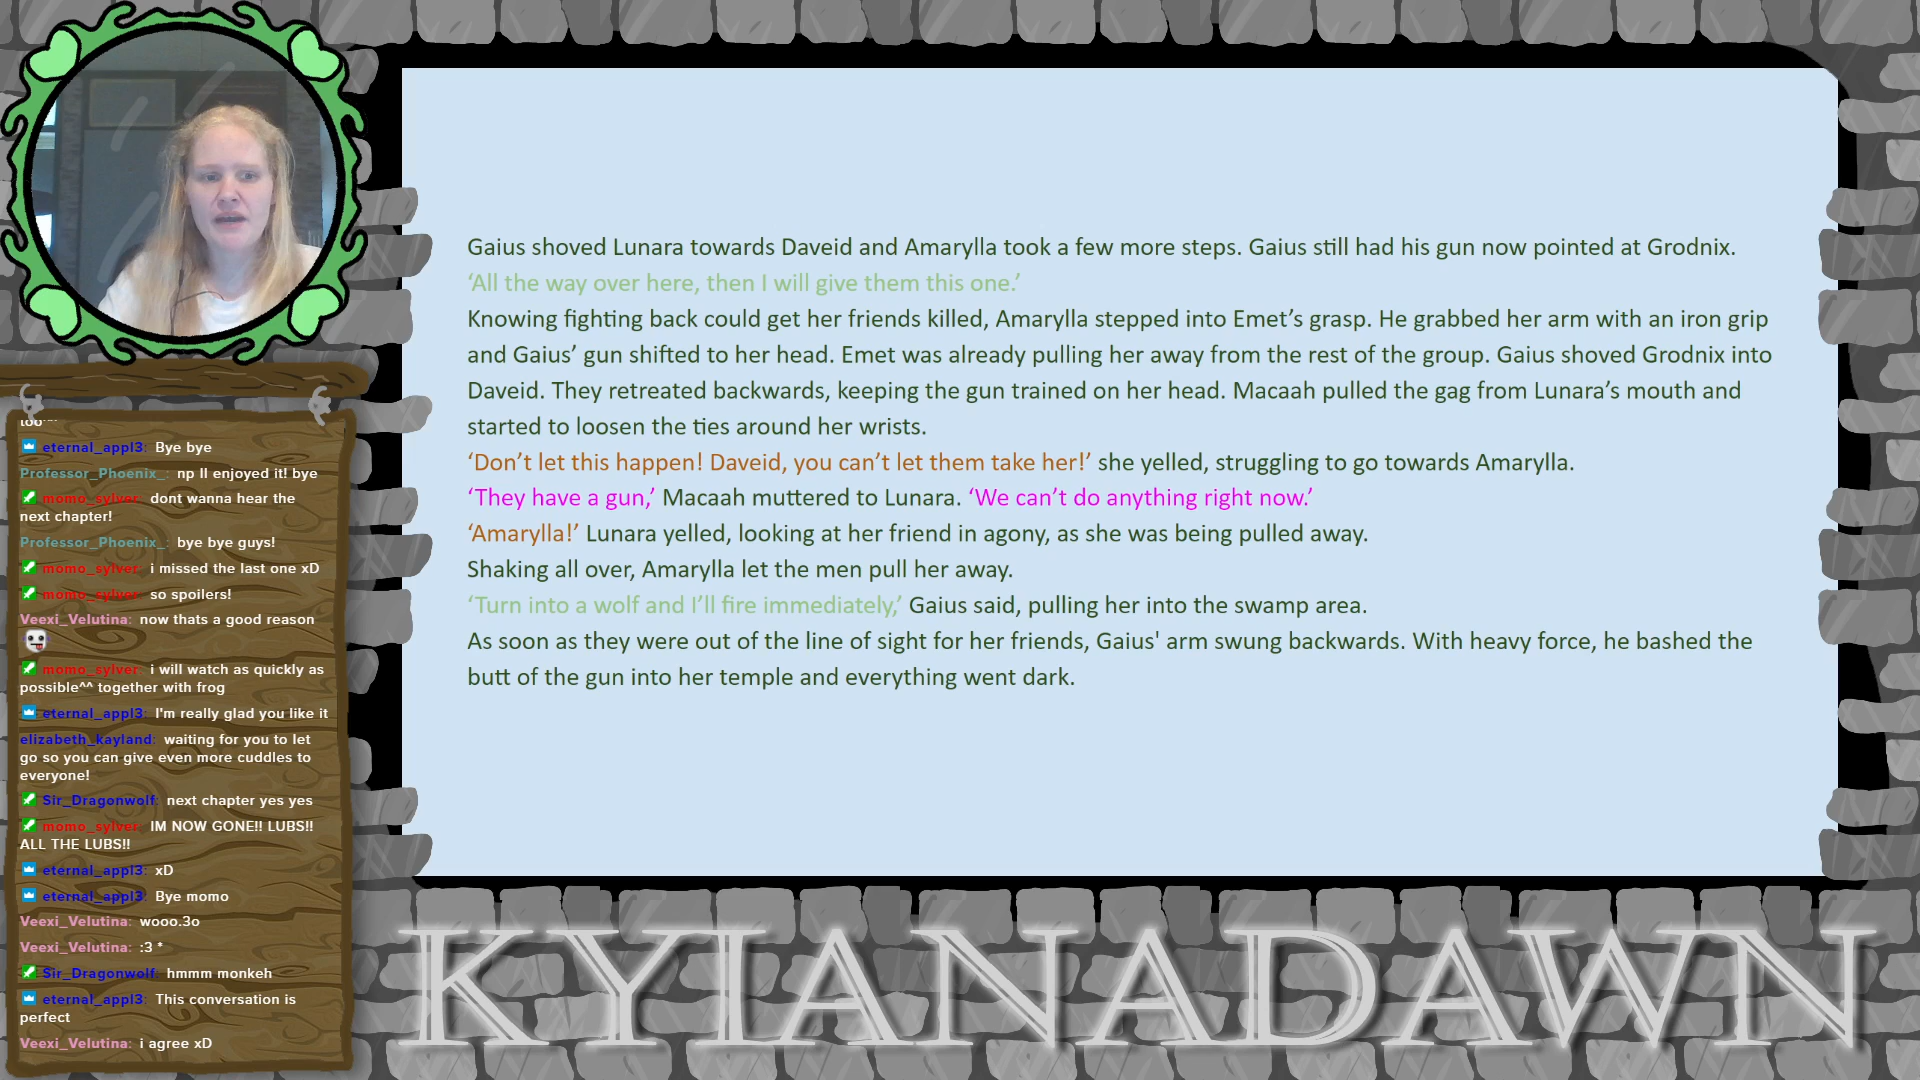 too^^
eternal_appl3: Bye bye
Professor_Phoenix_: np II enjoyed it! bye
momo_sylver: dont wanna hear the
next chapter!
Professor_Phoenix_: bye bye guys!
momo_sylver: i missed the last one xD
momo_sylver: so spoilers!
Veexi_Velutina: now thats a good reason
momo_sylver: i will watch as quickly as
possible^^ together with frog
eternal_appl3: I'm really glad you like it
elizabeth_kayland: waiting for you to let
go so you can give even more cuddles to
everyone!
Sir_Dragonwolf: next chapter yes yes
momo_sylver: IM NOW GONE!! LUBS!!
ALL THE LUBS!!
eternal_appl3: xD
eternal_appl3: Bye momo
Veexi_Velutina: wooo.3o
Veexi_Velutina: :3 *
Sir_Dragonwolf: hmmm monkeh
eternal_appl3: This conversation is
perfect
Veexi_Velutina: i agree xD
Gaius shoved Lunara towards Daveid and Amarylla took a few more steps. Gaius still had his gun now pointed at Grodnix.
‘All the way over here, then I will give them this one.’
Knowing fighting back could get her friends killed, Amarylla stepped into Emet’s grasp. He grabbed her arm with an iron grip
and Gaius’ gun shifted to her head. Emet was already pulling her away from the rest of the group. Gaius shoved Grodnix into
Daveid. They retreated backwards, keeping the gun trained on her head. Macaah pulled the gag from Lunara’s mouth and
started to loosen the ties around her wrists.
‘Don’t let this happen! Daveid, you can’t let them take her!’ she yelled, struggling to go towards Amarylla.
‘They have a gun,’ Macaah muttered to Lunara. ‘We can’t do anything right now.’
‘Amarylla!’ Lunara yelled, looking at her friend in agony, as she was being pulled away.
Shaking all over, Amarylla let the men pull her away.
‘Turn into a wolf and I’ll fire immediately,’ Gaius said, pulling her into the swamp area.
As soon as they were out of the line of sight for her friends, Gaius' arm swung backwards. With heavy force, he bashed the
butt of the gun into her temple and everything went dark.
KYIANADAWN